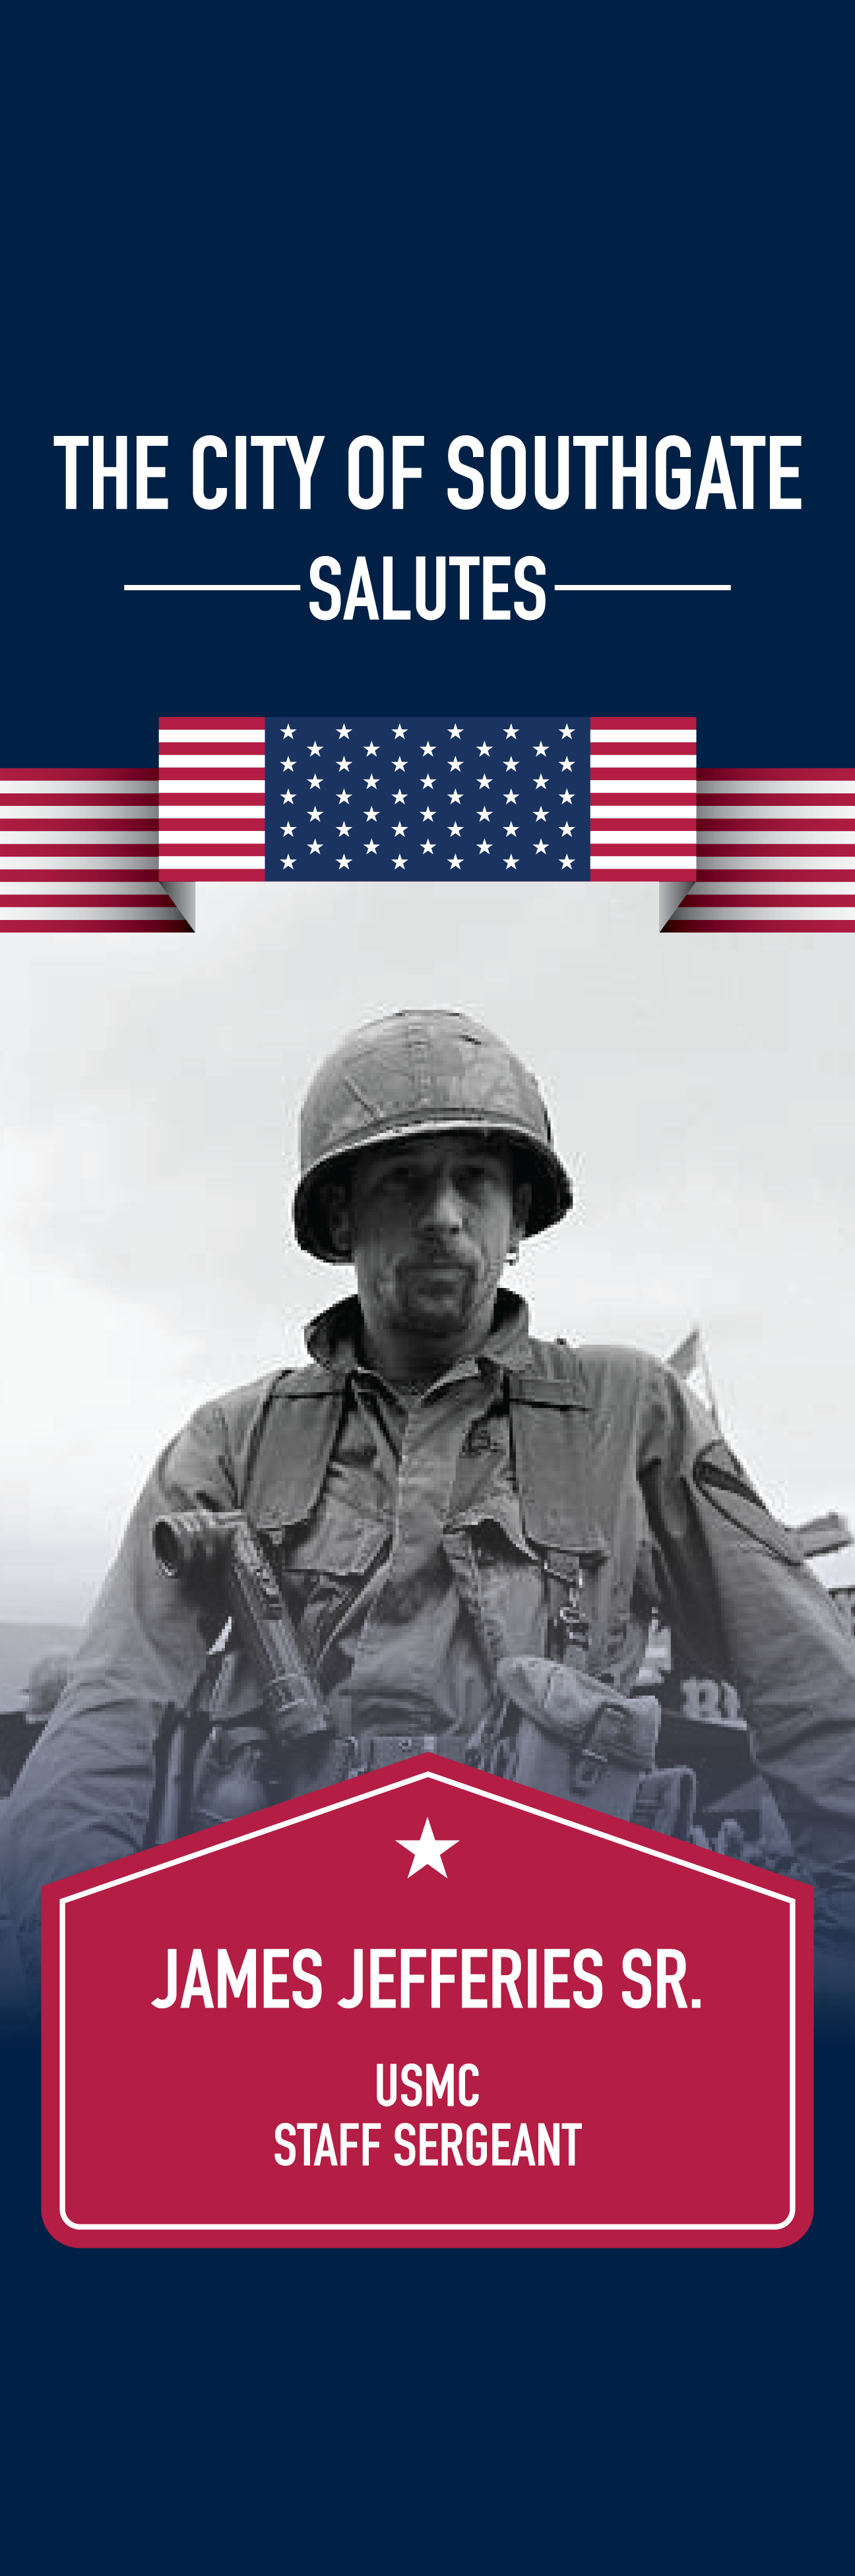 THE CITY OF SOUTHGATE
SALUTES
JAMES JEFFERIES SR.
USMC
STAFF SERGEANT